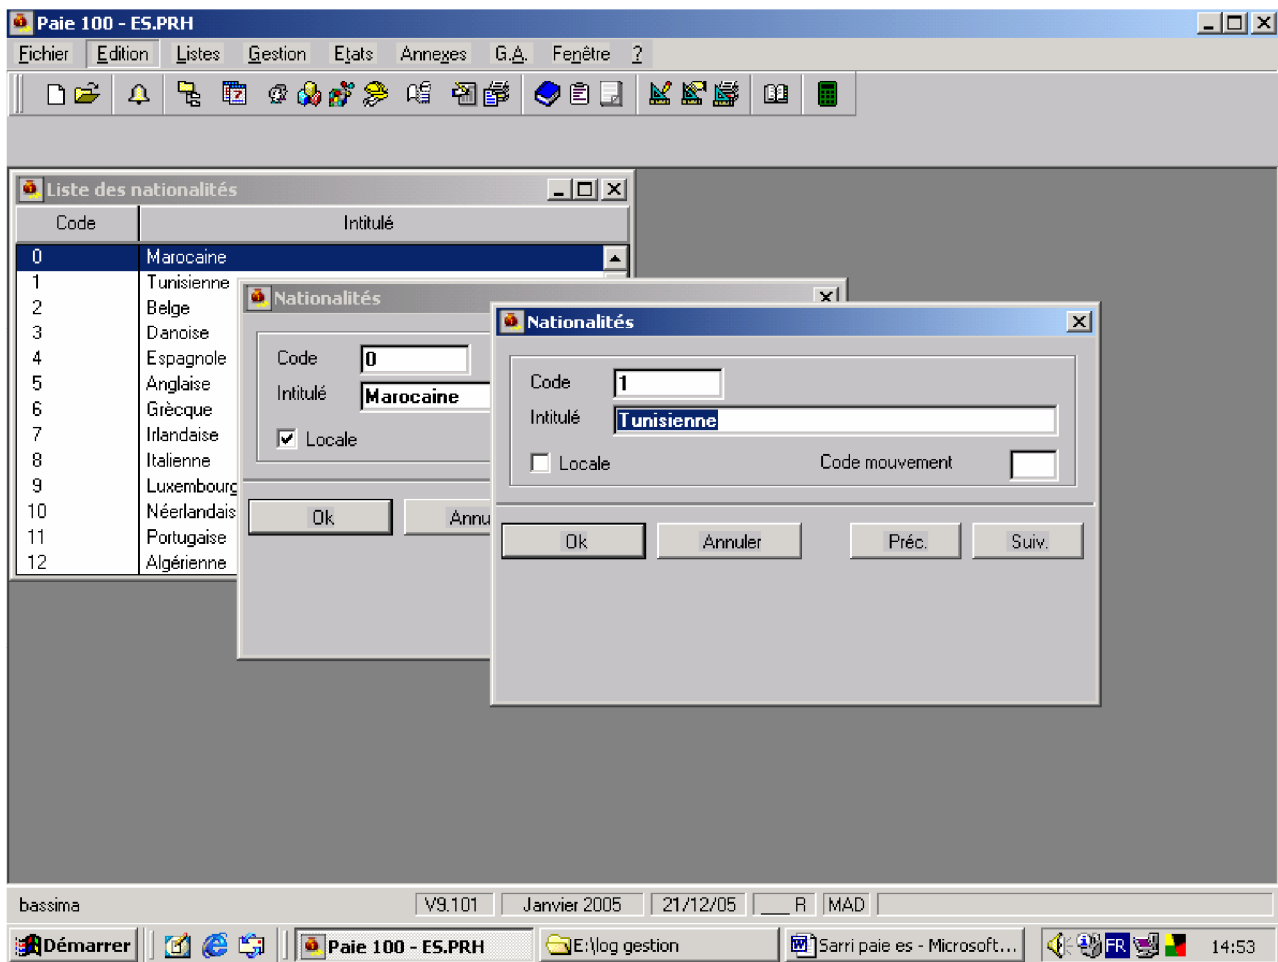 Paie 100 - ES.PRH
Fichier Edition Listes Gestion Etats Annexes G.A. Fenêtre ?
Liste des nationalités
Code Intitulé
0 Marocaine
1 Tunisienne
2 Belge
3 Danoise
4 Espagnole
5 Anglaise
6 Grècque
7 Irlandaise
8 Italienne
9 Luxembourg
10 Néerlandais
11 Portugaise
12 Algérienne
Nationalités
Code 0
Intitulé Marocaine
Locale
Ok Annu
Nationalités
Code 1
Intitulé Tunisienne
Locale Code mouvement
Ok Annuler Préc. Suiv.
bassima V9.101 Janvier 2005 21/12/05 ___ R MAD
Démarrer Paie 100 - ES.PRH E:\log gestion Sarri paie es - Microsoft... FR 14:53